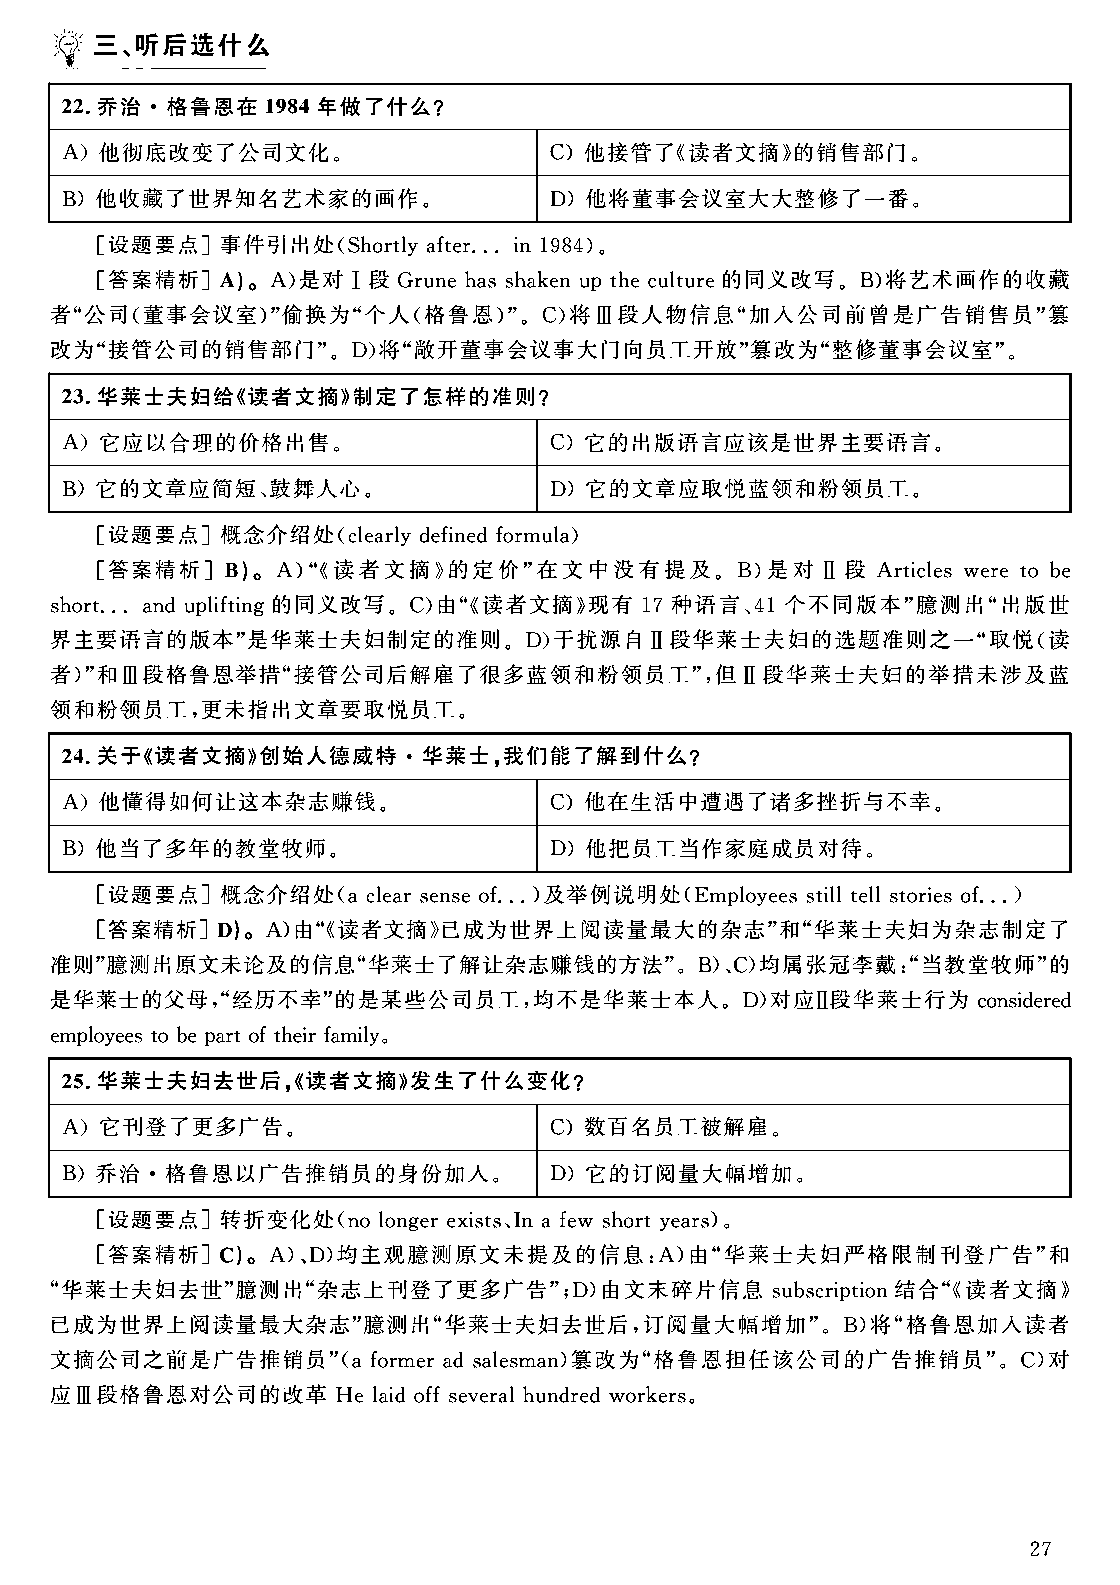 三、听后选什么
22. 乔治·格鲁恩在 1984 年做了什么?
A) 他彻底改变了公司文化。
C) 他接管了《读者文摘》的销售部门。
B) 他收藏了世界知名艺术家的画作。
D) 他将董事会议室大大整修了一番。
[设题要点] 事件引出处(Shortly after... in 1984)。
[答案精析] A)。A)是对Ⅰ段 Grune has shaken up the culture 的同义改写。B)将艺术画作的收藏
者“公司(董事会议室)”偷换为“个人(格鲁恩)”。C)将Ⅲ段人物信息“加入公司前曾是广告销售员”篡
改为“接管公司的销售部门”。D)将“敞开董事会议事大门向员工开放”篡改为“整修董事会议室”。
23. 华莱士夫妇给《读者文摘》制定了怎样的准则?
A) 它应以合理的价格出售。
C) 它的出版语言应该是世界主要语言。
B) 它的文章应简短、鼓舞人心。
D) 它的文章应取悦蓝领和粉领员工。
[设题要点] 概念介绍处(clearly defined formula)
[答案精析] B)。A)“《读者文摘》的定价”在文中没有提及。B)是对Ⅱ段 Articles were to be
short... and uplifting 的同义改写。C)由“《读者文摘》现有 17 种语言、41 个不同版本”臆测出“出版世
界主要语言的版本”是华莱士夫妇制定的准则。D)干扰源自Ⅱ段华莱士夫妇的选题准则之一“取悦(读
者)”和Ⅲ段格鲁恩举措“接管公司后解雇了很多蓝领和粉领员工”,但Ⅱ段华莱士夫妇的举措未涉及蓝
领和粉领员工,更未指出文章要取悦员工。
24. 关于《读者文摘》创始人德威特·华莱士,我们能了解到什么?
A) 他懂得如何让这本杂志赚钱。
C) 他在生活中遭遇了诸多挫折与不幸。
B) 他当了多年的教堂牧师。
D) 他把员工当作家庭成员对待。
[设题要点] 概念介绍处(a clear sense of...)及举例说明处(Employees still tell stories of...)
[答案精析] D)。A)由“《读者文摘》已成为世界上阅读量最大的杂志”和“华莱士夫妇为杂志制定了
准则”臆测出原文未论及的信息“华莱士了解让杂志赚钱的方法”。B)、C)均属张冠李戴:“当教堂牧师”的
是华莱士的父母,“经历不幸”的是某些公司员工,均不是华莱士本人。D)对应Ⅱ段华莱士行为 considered
employees to be part of their family。
25. 华莱士夫妇去世后,《读者文摘》发生了什么变化?
A) 它刊登了更多广告。
C) 数百名员工被解雇。
B) 乔治·格鲁恩以广告推销员的身份加人。
D) 它的订阅量大幅增加。
[设题要点] 转折变化处(no longer exists、In a few short years)。
[答案精析] C)。A)、D)均主观臆测原文未提及的信息:A)由“华莱士夫妇严格限制刊登广告”和
“华莱士夫妇去世”臆测出“杂志上刊登了更多广告”;D)由文末碎片信息 subscription 结合“《读者文摘》
已成为世界上阅读量最大杂志”臆测出“华莱士夫妇去世后,订阅量大幅增加”。B)将“格鲁恩加入读者
文摘公司之前是广告推销员”(a former ad salesman)篡改为“格鲁恩担任该公司的广告推销员”。C)对
应Ⅲ段格鲁恩对公司的改革 He laid off several hundred workers。
27